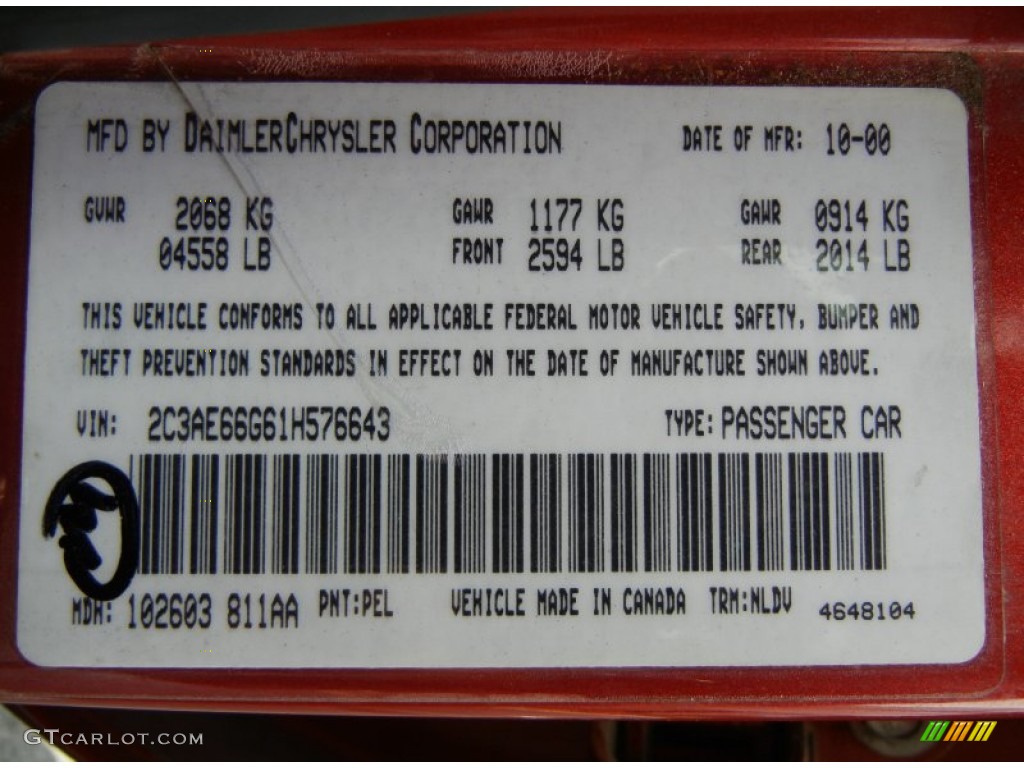 MFD BY DAIMLERCHRYSLER CORPORATION DATE OF MFR: 10-00
GVWR 2068 KG GAWR 1177 KG GAWR 0914 KG
04558 LB FRONT 2594 LB REAR 2014 LB
THIS VEHICLE CONFORMS TO ALL APPLICABLE FEDERAL MOTOR VEHICLE SAFETY, BUMPER AND
THEFT PREVENTION STANDARDS IN EFFECT ON THE DATE OF MANUFACTURE SHOWN ABOVE.
VIN: 2C3AE66G61H576643 TYPE: PASSENGER CAR
MDH: 102603 811AA PNT:PEL VEHICLE MADE IN CANADA TRM:NLDV 4648104
GTCARLOT.COM